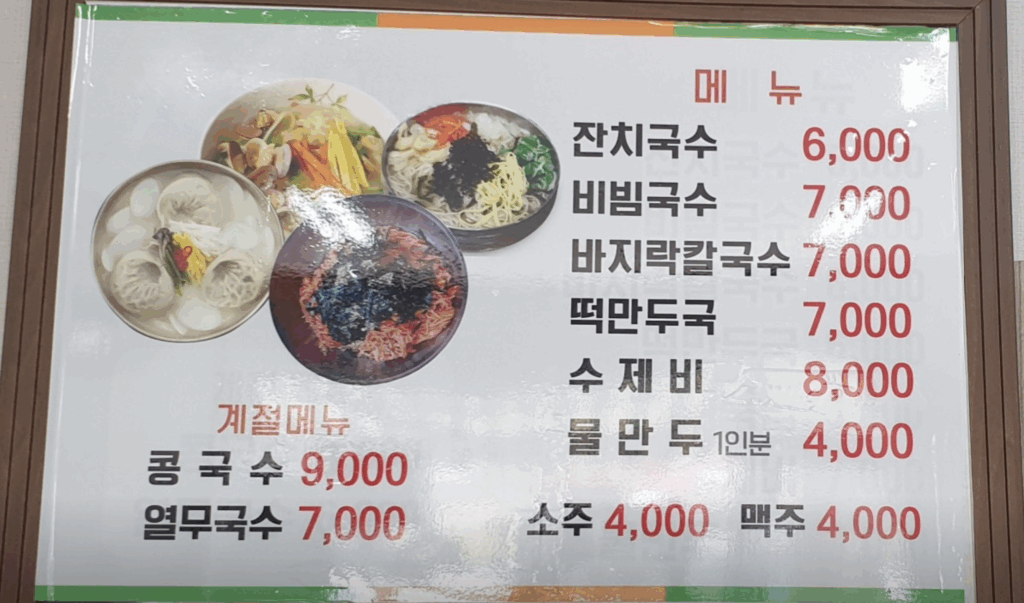 메 뉴
잔치국수 6,000
비빔국수 7,000
바지락칼국수 7,000
떡만두국 7,000
수 제 비 8,000
물 만 두 1인분 4,000
계절메뉴
콩 국 수 9,000
열무국수 7,000
소주 4,000 맥주 4,000